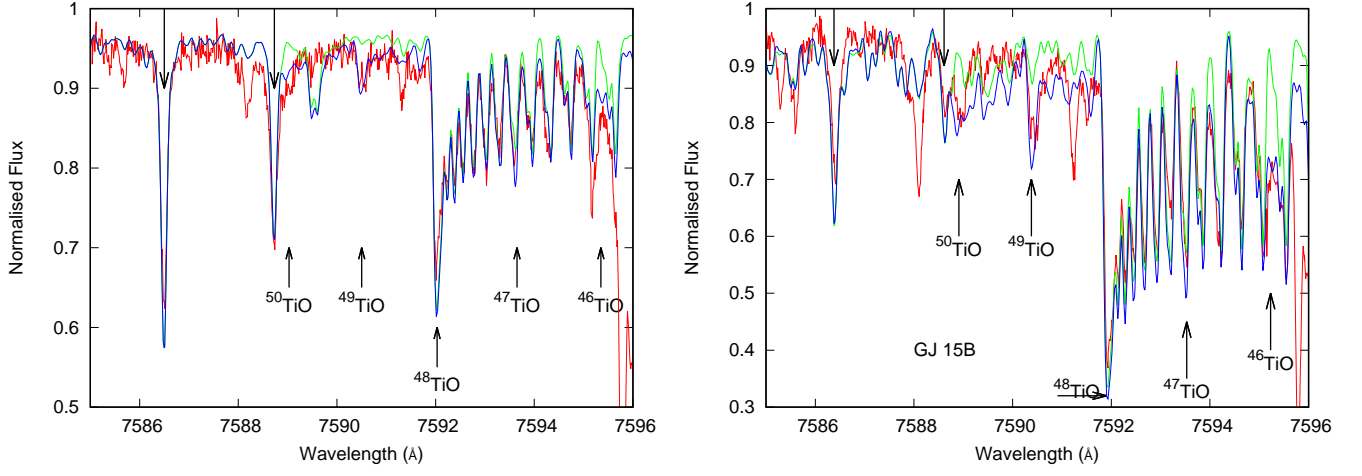 1
0.9
0.8
0.7
0.6
0.5
Normalised Flux
⁵⁰TiO
⁴⁹TiO
⁴⁷TiO
⁴⁶TiO
⁴⁸TiO
7586
7588
7590
7592
7594
7596
Wavelength (Å)
1
0.9
0.8
0.7
0.6
0.5
0.4
0.3
Normalised Flux
⁵⁰TiO
⁴⁹TiO
GJ 15B
⁴⁶TiO
⁴⁸TiO
⁴⁷TiO
7586
7588
7590
7592
7594
7596
Wavelength (Å)